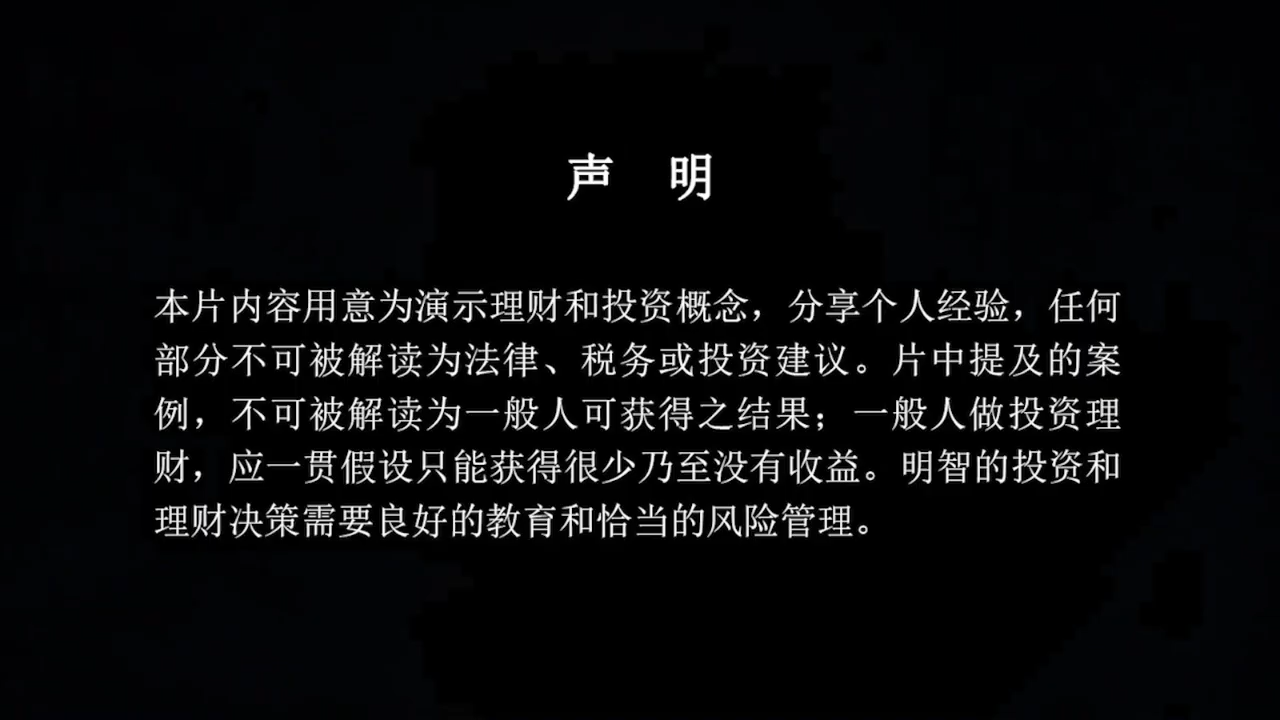 声 明
本片内容用意为演示理财和投资概念，分享个人经验，任何
部分不可被解读为法律、税务或投资建议。片中提及的案
例，不可被解读为一般人可获得之结果；一般人做投资理
财，应一贯假设只能获得很少乃至没有收益。明智的投资和
理财决策需要良好的教育和恰当的风险管理。